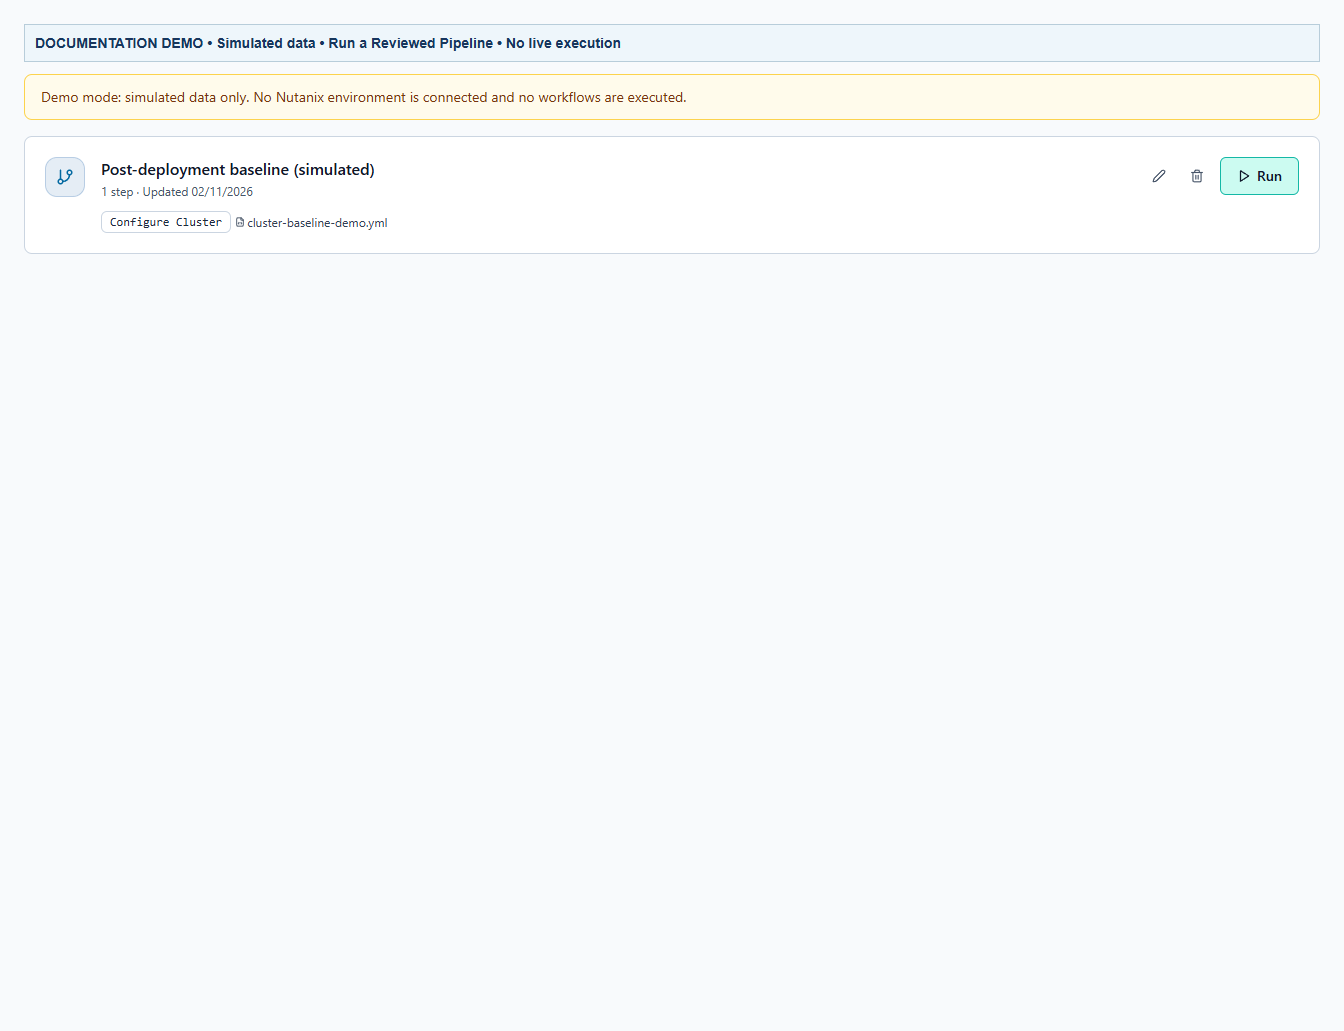 DOCUMENTATION DEMO • Simulated data • Run a Reviewed Pipeline • No live execution
Demo mode: simulated data only. No Nutanix environment is connected and no workflows are executed.
Post-deployment baseline (simulated)
Run
1 step · Updated 02/11/2026
Configure Cluster cluster-baseline-demo.yml